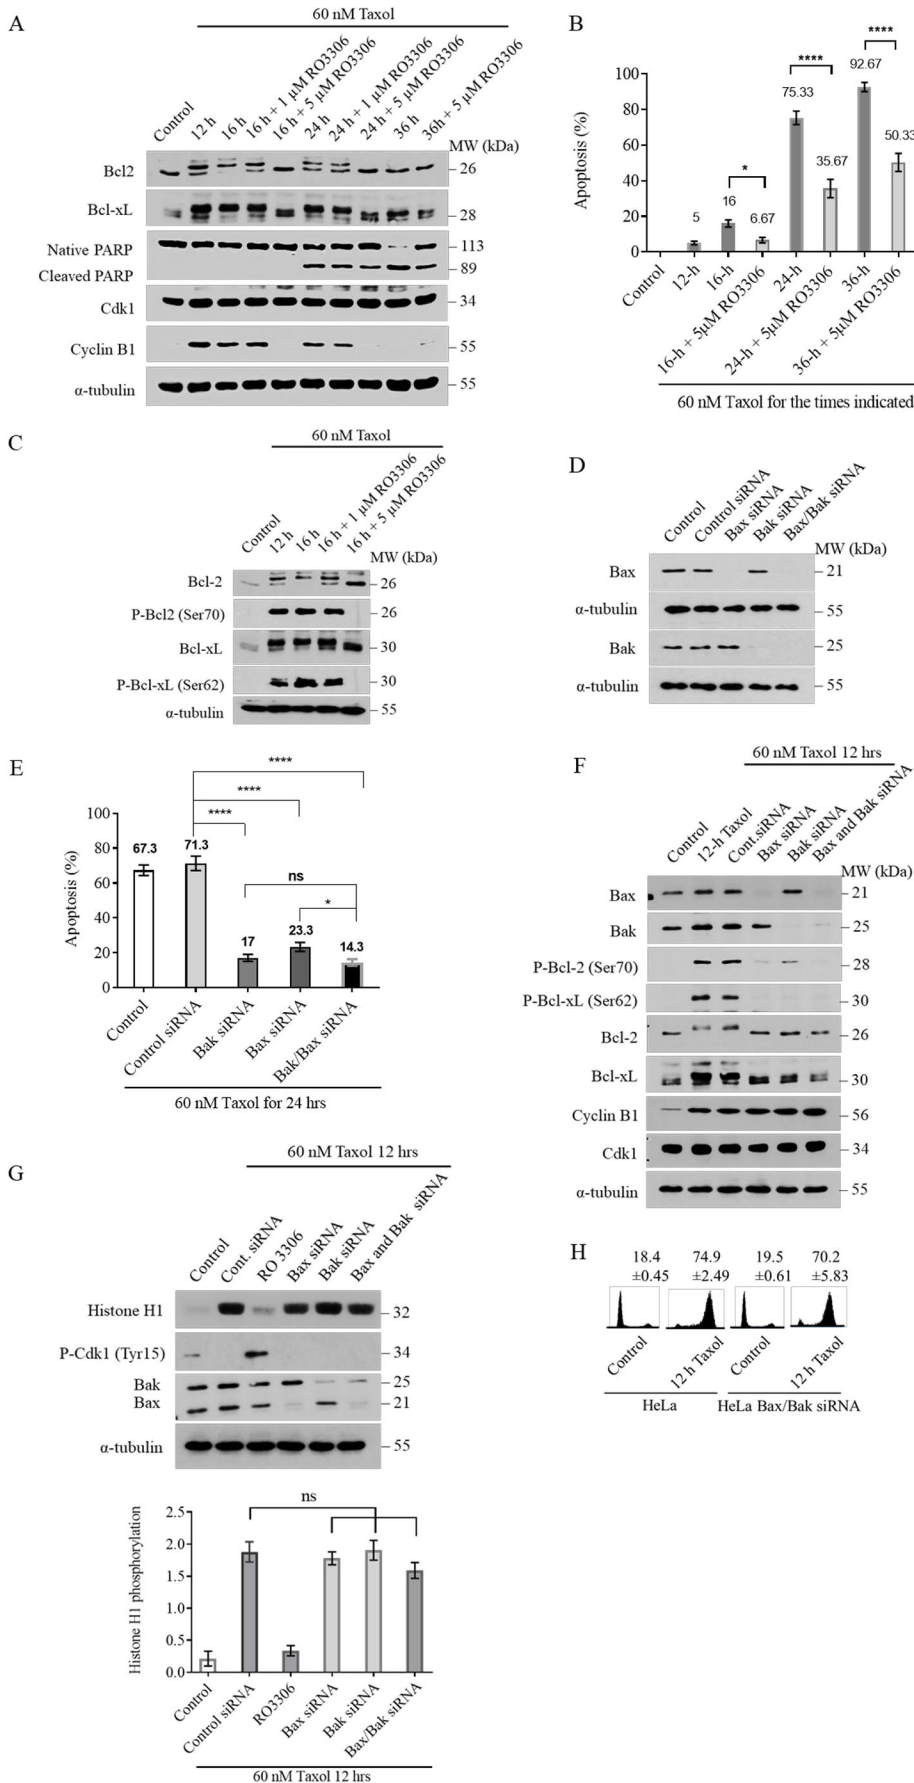 A
60 nM Taxol
Control
12 h
16 h
16 h + 1 μM RO3306
16 h + 5 μM RO3306
24 h
24 h + 1 μM RO3306
24 h + 5 μM RO3306
36 h
36h + 5 μM RO3306
MW (kDa)
Bcl2
26
Bcl-xL
28
Native PARP
113
Cleaved PARP
89
Cdk1
34
Cyclin B1
55
α-tubulin
55
B
Apoptosis (%)
100
80
60
40
20
0
5
16
*
6.67
75.33
****
35.67
92.67
****
50.33
Control
12-h
16-h
16-h + 5μM RO3306
24-h
24-h + 5μM RO3306
36-h
36-h + 5μM RO3306
60 nM Taxol for the times indicated
C
60 nM Taxol
Control
12 h
16 h
16 h + 1 μM RO3306
16 h + 5 μM RO3306
MW (kDa)
Bcl-2
26
P-Bcl2 (Ser70)
26
Bcl-xL
30
P-Bcl-xL (Ser62)
30
α-tubulin
55
D
Control
Control siRNA
Bax siRNA
Bak siRNA
Bax/Bak siRNA
MW (kDa)
Bax
21
α-tubulin
55
Bak
25
α-tubulin
55
E
Apoptosis (%)
100
80
60
40
20
0
****
****
****
ns
*
67.3
71.3
17
23.3
14.3
Control
Control siRNA
Bak siRNA
Bax siRNA
Bak/Bax siRNA
60 nM Taxol for 24 hrs
F
60 nM Taxol 12 hrs
Control
12-h Taxol
Cont.siRNA
Bax siRNA
Bak siRNA
Bax and Bak siRNA
MW (kDa)
Bax
21
Bak
25
P-Bcl-2 (Ser70)
28
P-Bcl-xL (Ser62)
30
Bcl-2
26
Bcl-xL
30
Cyclin B1
56
Cdk1
34
α-tubulin
55
G
60 nM Taxol 12 hrs
Control
Cont. siRNA
RO 3306
Bax siRNA
Bak siRNA
Bax and Bak siRNA
Histone H1
32
P-Cdk1 (Tyr15)
34
Bak
25
Bax
21
α-tubulin
55
Histone H1 phosphorylation
2.5
2.0
1.5
1.0
0.5
0.0
ns
Control
Control siRNA
RO3306
Bax siRNA
Bak siRNA
Bax/Bak siRNA
60 nM Taxol 12 hrs
H
18.4 74.9 19.5 70.2
±0.45 ±2.49 ±0.61 ±5.83
Control
12 h Taxol
Control
12 h Taxol
HeLa
HeLa Bax/Bak siRNA